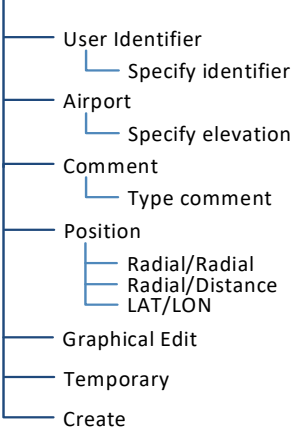 User Identifier
Specify identifier
Airport
Specify elevation
Comment
Type comment
Position
Radial/Radial
Radial/Distance
LAT/LON
Graphical Edit
Temporary
Create